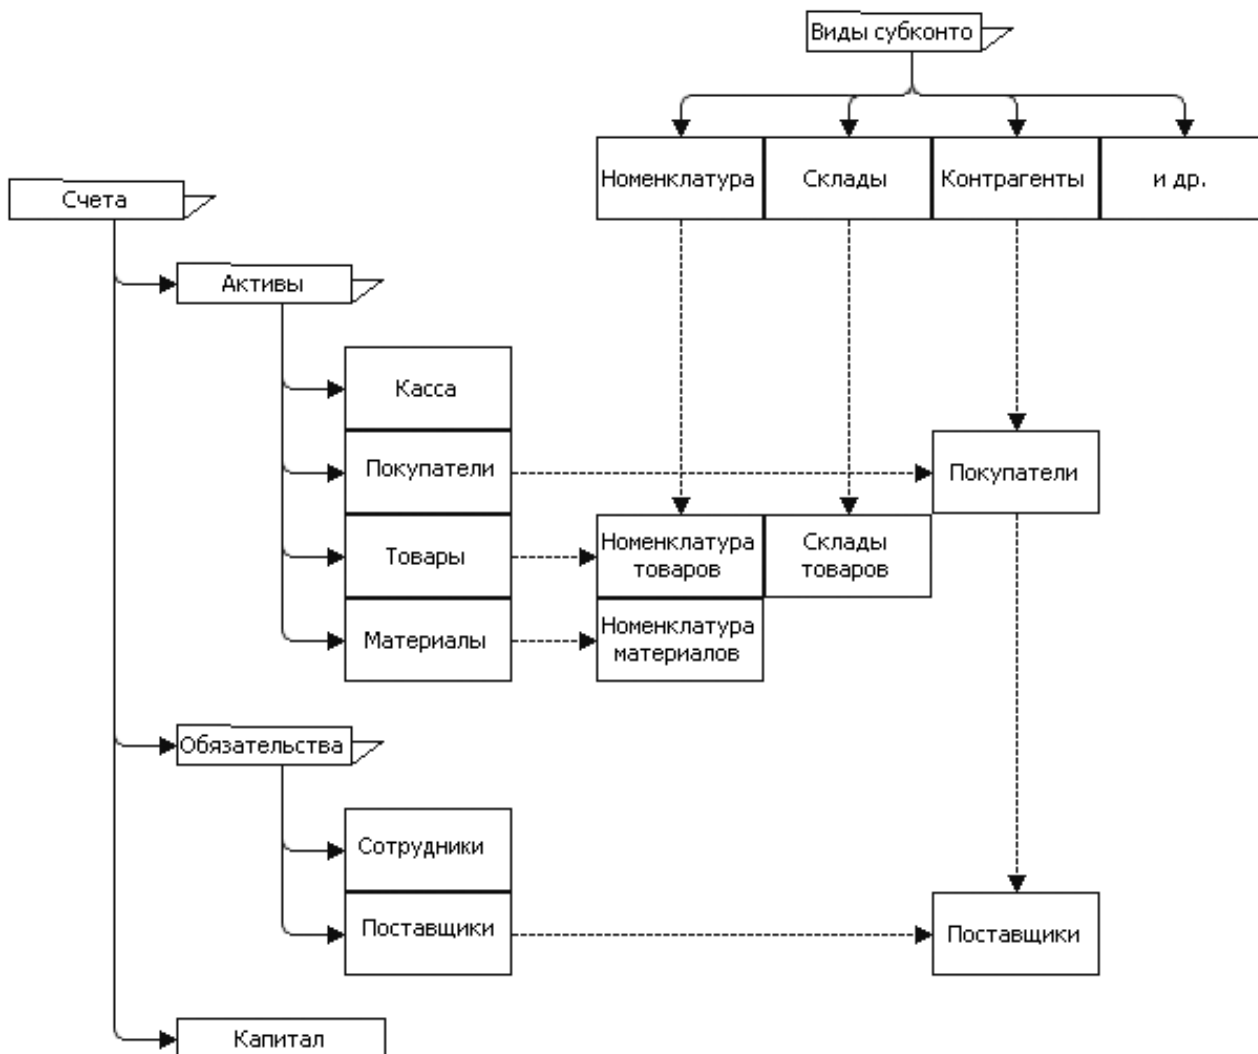 Виды субконто
Номенклатура
Склады
Контрагенты
и др.
Счета
Активы
Касса
Покупатели
Покупатели
Товары
Номенклатура
товаров
Склады
товаров
Материалы
Номенклатура
материалов
Обязательства
Сотрудники
Поставщики
Поставщики
Капитал